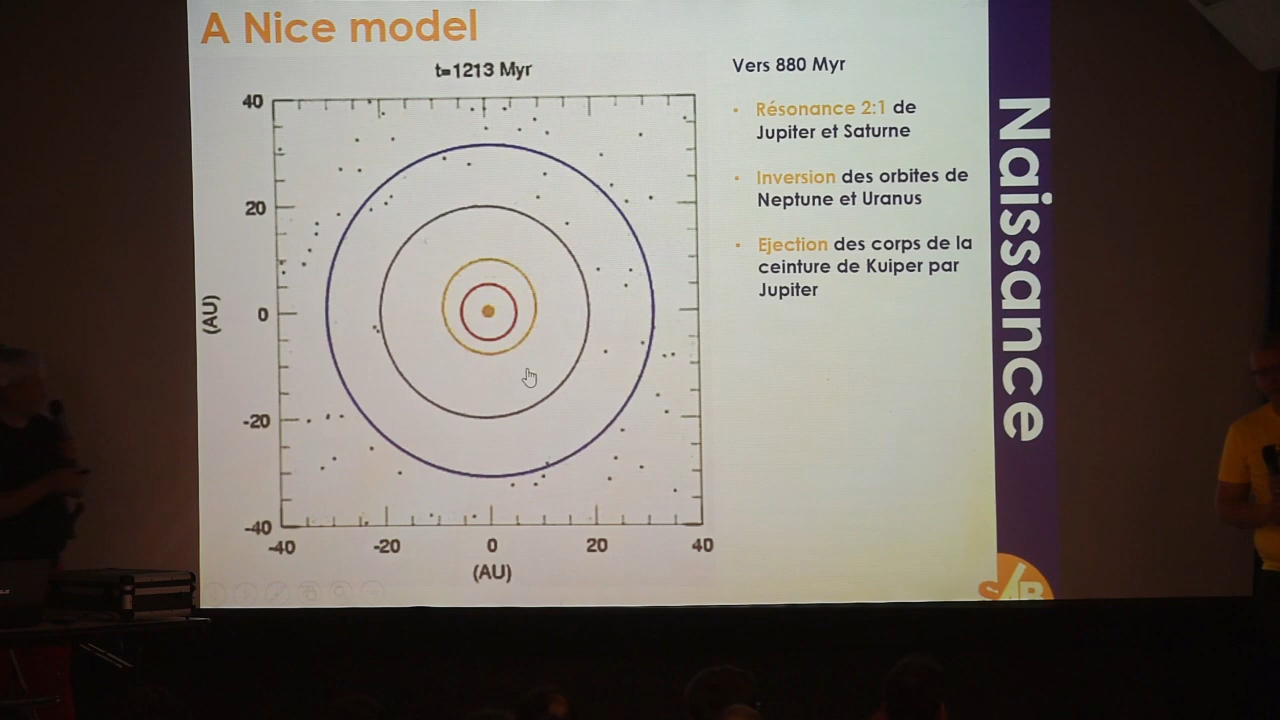 A Nice model
t=1213 Myr
40
20
0
-20
-40
-40
-20
0
20
40
(AU)
(AU)
Vers 880 Myr
• Résonance 2:1 de
Jupiter et Saturne
• Inversion des orbites de
Neptune et Uranus
• Ejection des corps de la
ceinture de Kuiper par
Jupiter
Naissance